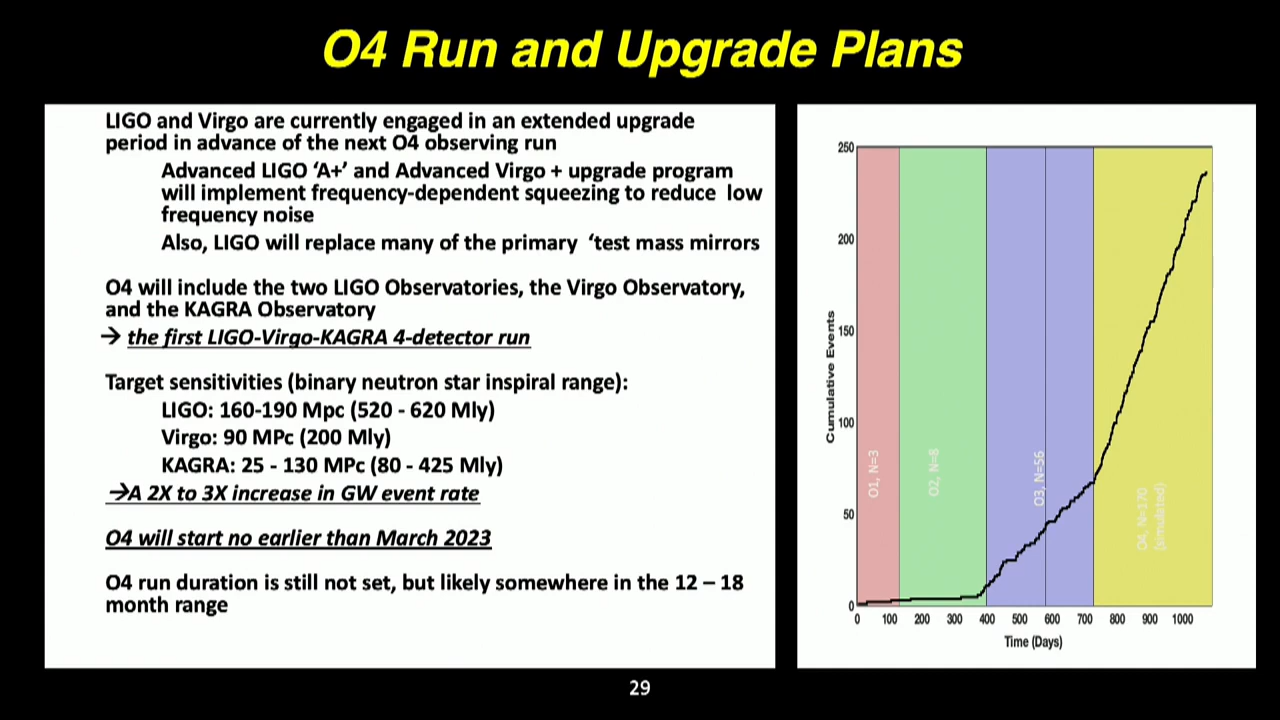 O4 Run and Upgrade Plans
LIGO and Virgo are currently engaged in an extended upgrade
period in advance of the next O4 observing run
Advanced LIGO ‘A+’ and Advanced Virgo + upgrade program
will implement frequency-dependent squeezing to reduce low
frequency noise
Also, LIGO will replace many of the primary ‘test mass mirrors
O4 will include the two LIGO Observatories, the Virgo Observatory,
and the KAGRA Observatory
→ the first LIGO-Virgo-KAGRA 4-detector run
Target sensitivities (binary neutron star inspiral range):
LIGO: 160-190 Mpc (520 - 620 Mly)
Virgo: 90 MPc (200 Mly)
KAGRA: 25 - 130 MPc (80 - 425 Mly)
→A 2X to 3X increase in GW event rate
O4 will start no earlier than March 2023
O4 run duration is still not set, but likely somewhere in the 12 – 18
month range
Cumulative Events
250
200
150
100
50
0
O1, N=3
O2, N=8
O3, N=56
O4, N=170
(simulated)
0 100 200 300 400 500 600 700 800 900 1000
Time (Days)
29